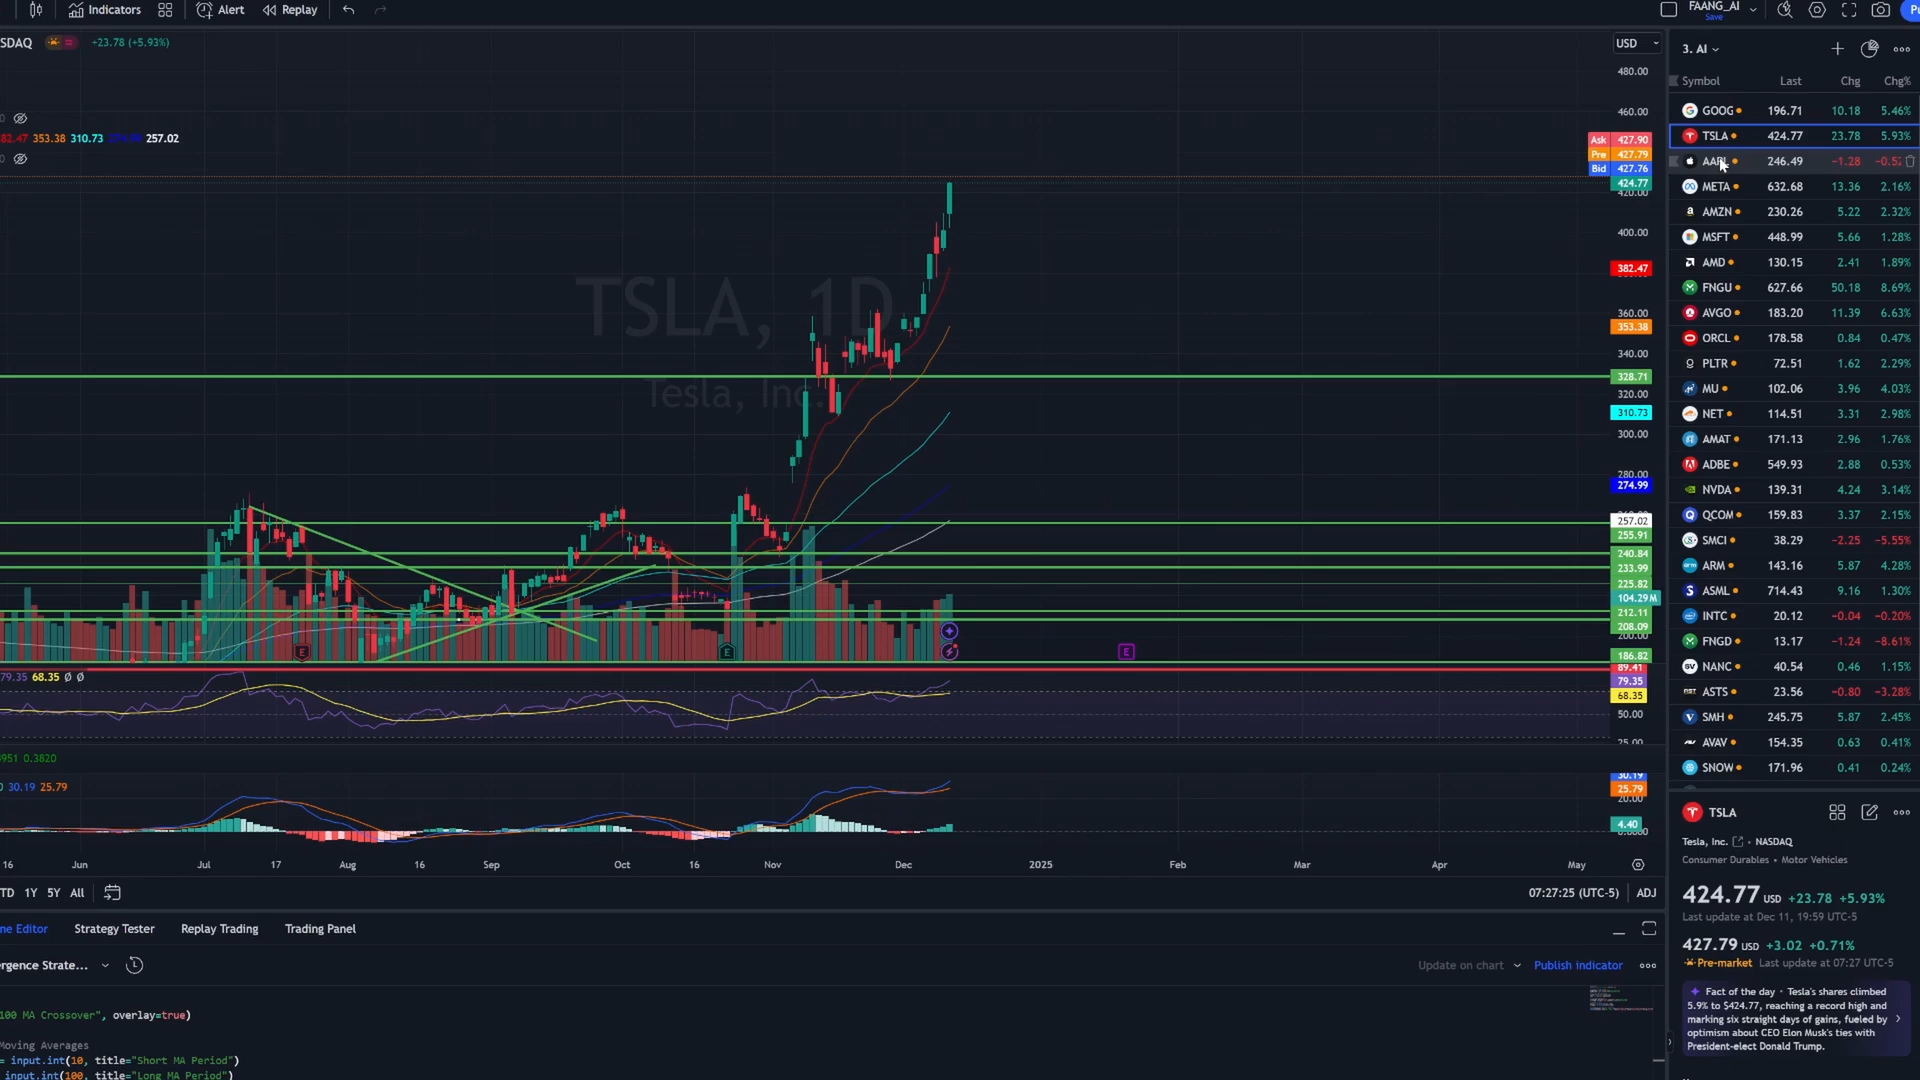 Indicators Alert Replay FAANG_AI Save
SDAQ +23.78 (+5.93%) USD
3. AI
Symbol Last Chg Chg%
GOOG 196.71 10.18 5.46%
TSLA 424.77 23.78 5.93%
246.49 −1.28
META 632.68 13.36 2.16%
AMZN 230.26 5.22 2.32%
MSFT 448.99 5.66 1.28%
AMD 130.15 2.41 1.89%
FNGU 627.66 50.18 8.69%
AVGO 183.20 11.39 6.63%
ORCL 178.58 0.84 0.47%
PLTR 72.51 1.62 2.29%
MU 102.06 3.96 4.03%
NET 114.51 3.31 2.98%
AMAT 171.13 2.96 1.76%
ADBE 549.93 2.88 0.53%
NVDA 139.31 4.24 3.14%
QCOM 159.83 3.37 2.15%
SMCI 38.29 −2.25 −5.55%
ARM 143.16 5.87 4.28%
ASML 714.43 9.16 1.30%
INTC 20.12 −0.04 −0.20%
FNGD 13.17 −1.24 −8.61%
NANC 40.54 0.46 1.15%
ASTS 23.56 −0.80 −3.28%
SMH 245.75 5.87 2.45%
AVAV 154.35 0.63 0.41%
SNOW 171.96 0.41 0.24%
82.47 353.38 310.73 257.02
TSLA, 1D
Tesla, Inc.
480.00
460.00
Ask 427.90
Pre 427.79
Bid 427.76
424.77
420.00
400.00
382.47
360.00
353.38
340.00
328.71
320.00
310.73
300.00
280.00
274.99
257.02
255.91
240.84
233.99
225.82
104.29M
212.11
208.09
200.00
186.82
89.41
79.35
68.35
50.00
25.00
79.35 68.35 Ø Ø
951 0.3820
30.19 25.79
30.19
25.79
20.00
4.40
E E E
16 Jun Jul 17 Aug 16 Sep Oct 16 Nov Dec 2025 Feb Mar Apr May
TD 1Y 5Y All 07:27:25 (UTC-5) ADJ
ne Editor Strategy Tester Replay Trading Trading Panel
rgence Strate... Update on chart Publish indicator
100 MA Crossover", overlay=true)
Moving Averages
= input.int(10, title="Short MA Period")
input.int(100, title="Long MA Period")
TSLA
Tesla, Inc. • NASDAQ
Consumer Durables • Motor Vehicles
424.77 USD +23.78 +5.93%
Last update at Dec 11, 19:59 UTC-5
427.79 USD +3.02 +0.71%
Pre-market Last update at 07:27 UTC-5
Fact of the day • Tesla's shares climbed
5.9% to $424.77, reaching a record high and
marking six straight days of gains, fueled by
optimism about CEO Elon Musk's ties with
President-elect Donald Trump.